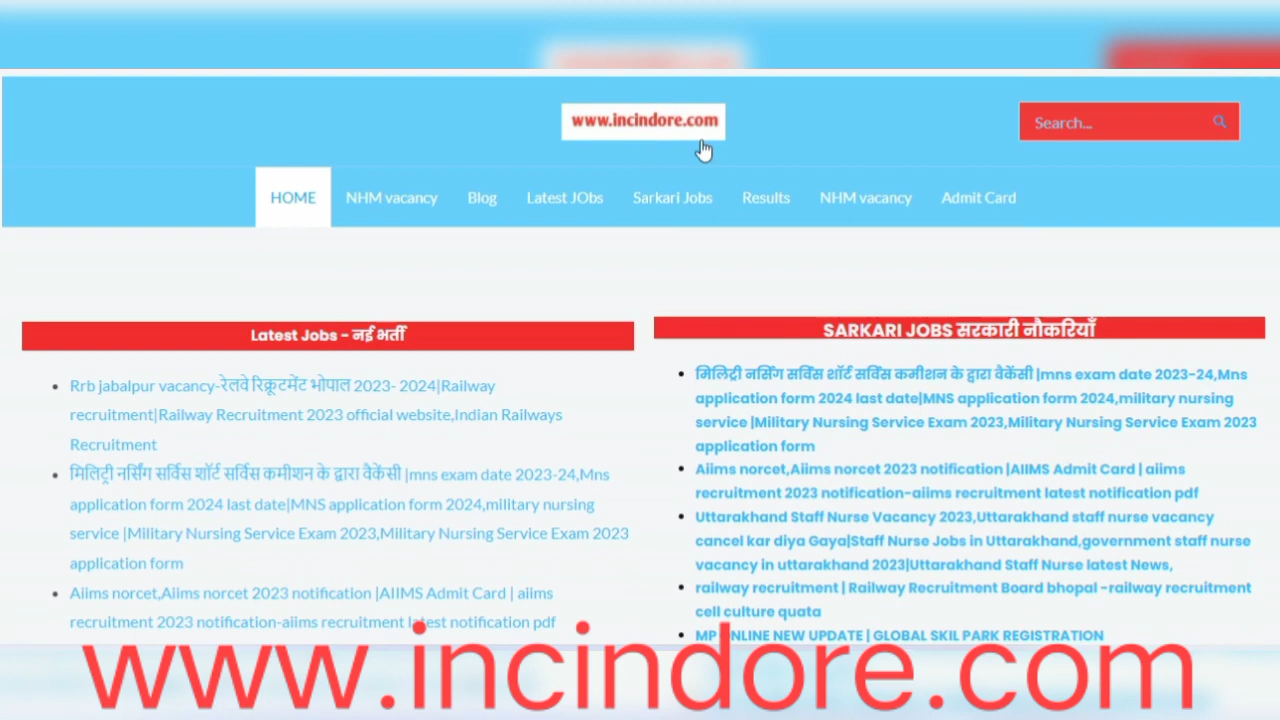 www.incindore.com
Search...
HOME NHM vacancy Blog Latest JObs Sarkari Jobs Results NHM vacancy Admit Card
Latest Jobs - नई भर्ती
Rrb jabalpur vacancy-रेलवे रिक्रूटमेंट भोपाल 2023- 2024|Railway
recruitment|Railway Recruitment 2023 official website,Indian Railways
Recruitment
मिलिट्री नर्सिंग सर्विस शॉर्ट सर्विस कमीशन के द्वारा वैकेंसी |mns exam date 2023-24,Mns
application form 2024 last date|MNS application form 2024,military nursing
service |Military Nursing Service Exam 2023,Military Nursing Service Exam 2023
application form
Aiims norcet,Aiims norcet 2023 notification |AIIMS Admit Card | aiims
recruitment 2023 notification-aiims recruitment latest notification pdf
SARKARI JOBS सरकारी नौकरियाँ
मिलिट्री नर्सिंग सर्विस शॉर्ट सर्विस कमीशन के द्वारा वैकेंसी |mns exam date 2023-24,Mns
application form 2024 last date|MNS application form 2024,military nursing
service |Military Nursing Service Exam 2023,Military Nursing Service Exam 2023
application form
Aiims norcet,Aiims norcet 2023 notification |AIIMS Admit Card | aiims
recruitment 2023 notification-aiims recruitment latest notification pdf
Uttarakhand Staff Nurse Vacancy 2023,Uttarakhand staff nurse vacancy
cancel kar diya Gaya|Staff Nurse Jobs in Uttarakhand,government staff nurse
vacancy in uttarakhand 2023|Uttarakhand Staff Nurse latest News,
railway recruitment | Railway Recruitment Board bhopal -railway recruitment
cell culture quata
MP ONLINE NEW UPDATE | GLOBAL SKIL PARK REGISTRATION
www.incindore.com